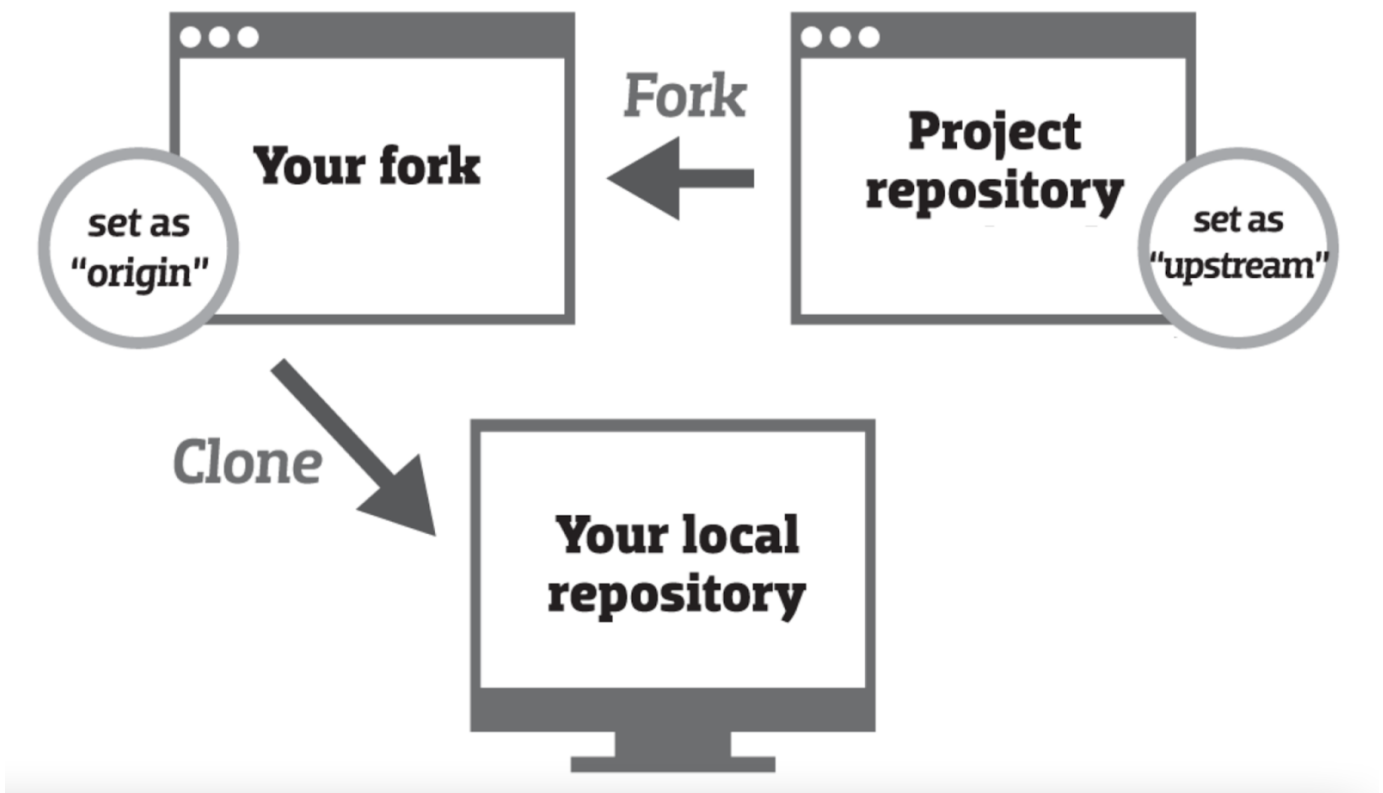 Fork
Project
repository
Your fork
set as
“origin”
set as
“upstream”
Clone
Your local
repository